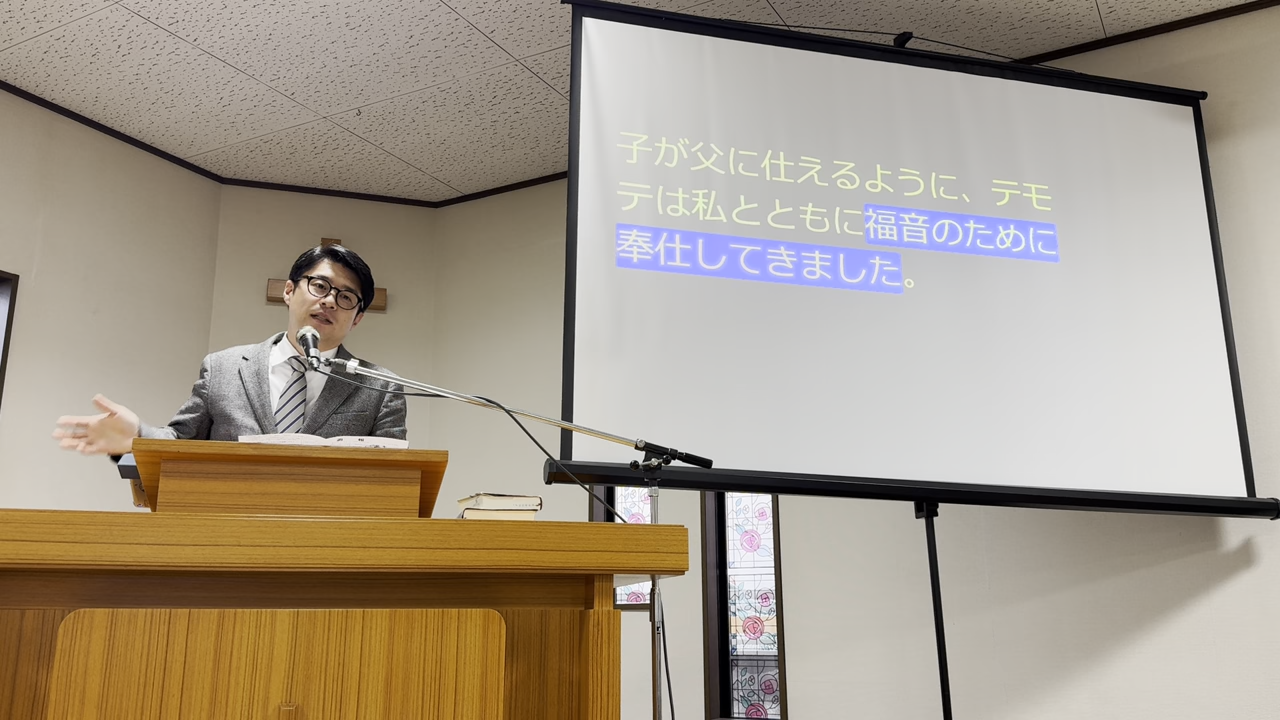 子が父に仕えるように、テモ
テは私とともに福音のために
奉仕してきました。